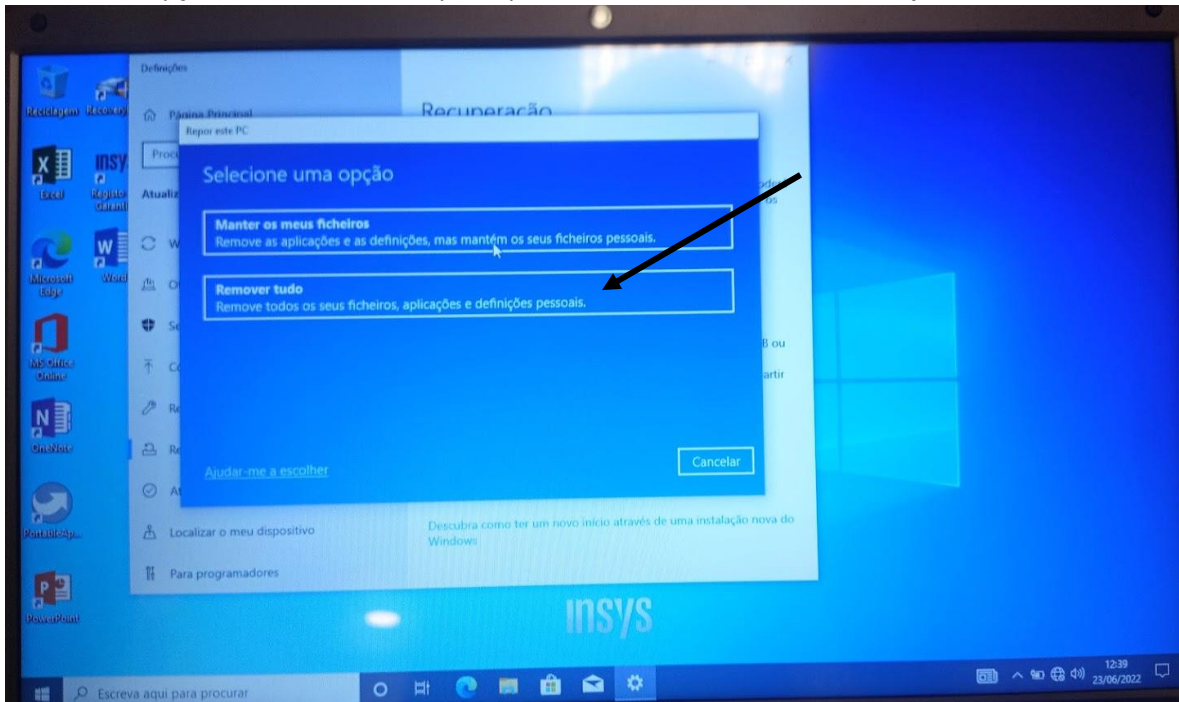 Definições
Reciclagem
Página Principal
Recuperação
Repor este PC
Selecione uma opção
Excel
Registo
Garanti
Manter os meus ficheiros
Remove as aplicações e as definições, mas mantém os seus ficheiros pessoais.
Microsoft
Edge
Word
Remover tudo
Remove todos os seus ficheiros, aplicações e definições pessoais.
B ou
artir
MS Office
Online
OneNote
Ajudar-me a escolher
Cancelar
Localizar o meu dispositivo
Descubra como ter um novo início através de uma instalação nova do
Windows
Para programadores
PowerPoint
insys
Escreva aqui para procurar
12:39
23/06/2022